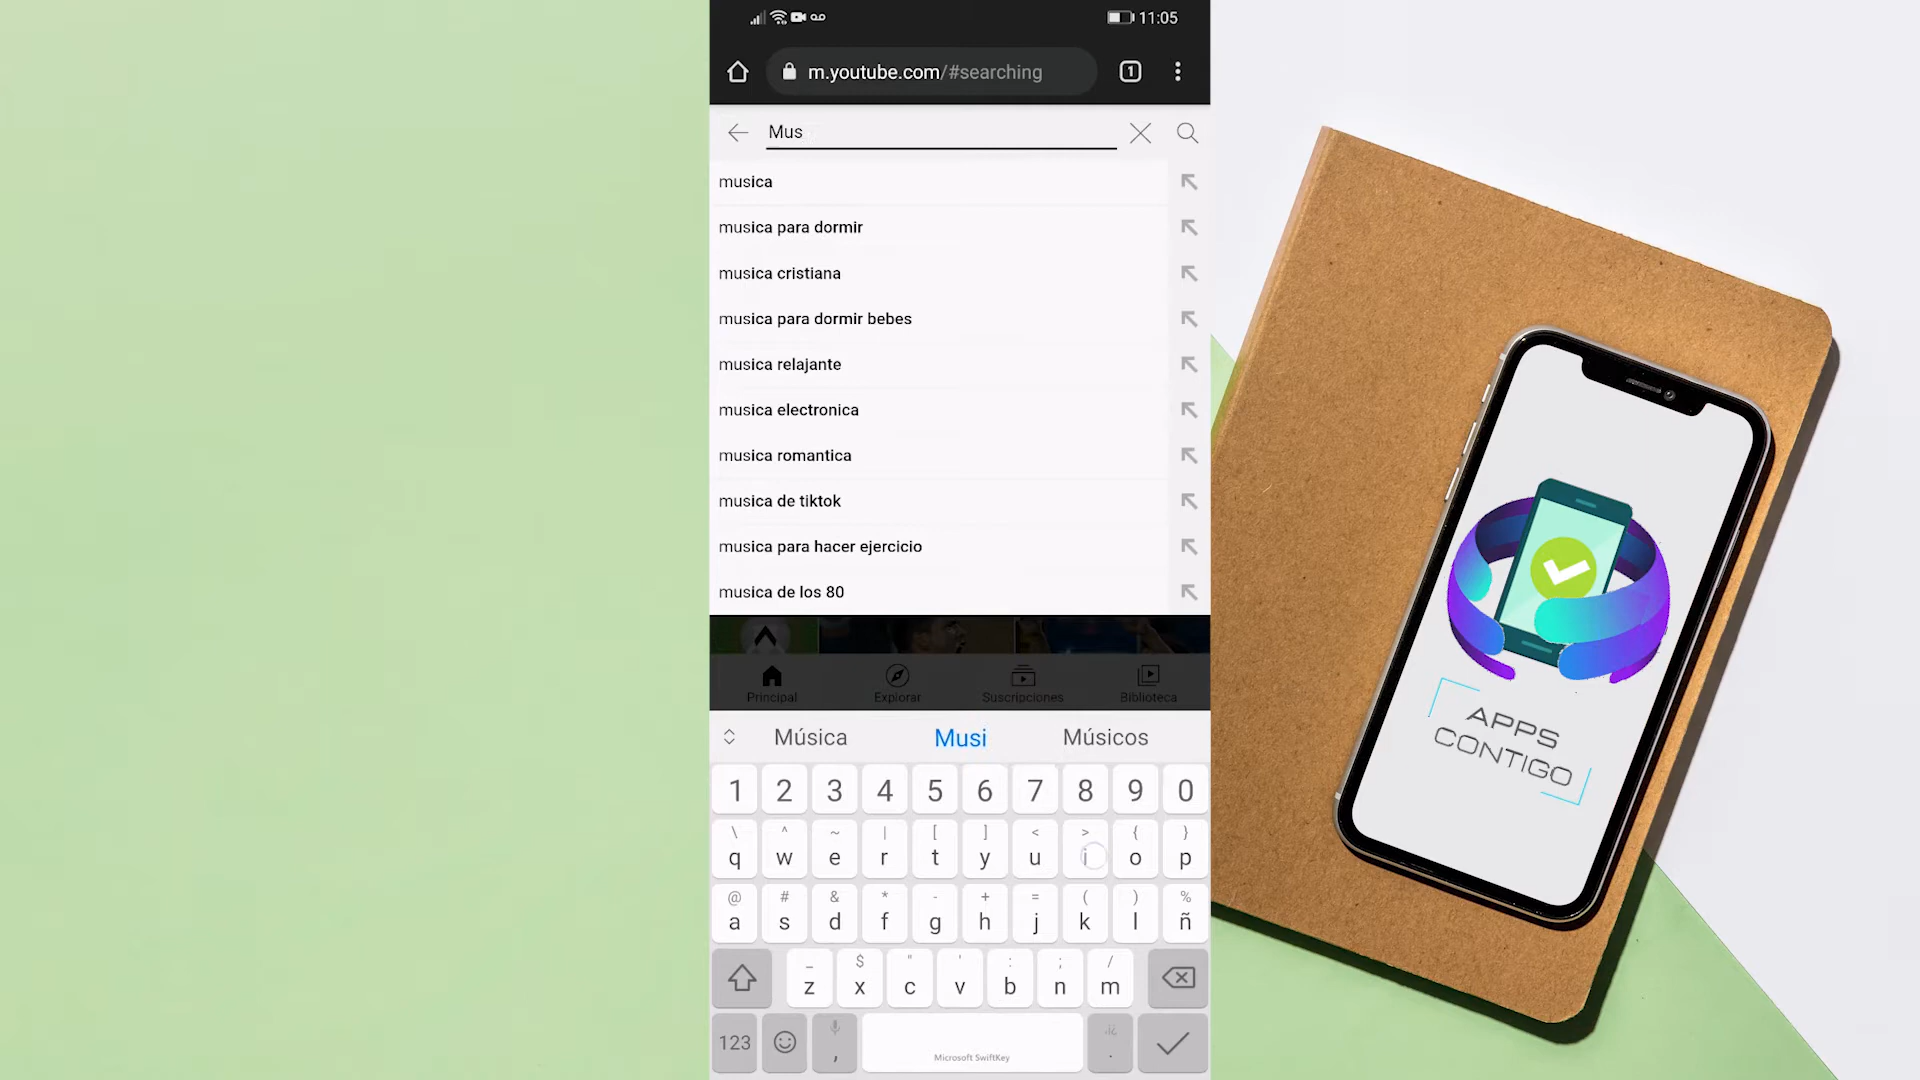 11:05
m.youtube.com/#searching
1
Mus
musica
musica para dormir
musica cristiana
musica para dormir bebes
musica relajante
musica electronica
musica romantica
musica de tiktok
musica para hacer ejercicio
musica de los 80
Principal Explorar Suscripciones Biblioteca
Música Musi Músicos
1 2 3 4 5 6 7 8 9 0
\ ^ ~ | [ ] < > { }
q w e r t y u i o p
@ # & * - + = ( ) %
a s d f g h j k l ñ
_ $ " ' : ; /
z x c v b n m
123 , Microsoft SwiftKey .
APPS
CONTIGO